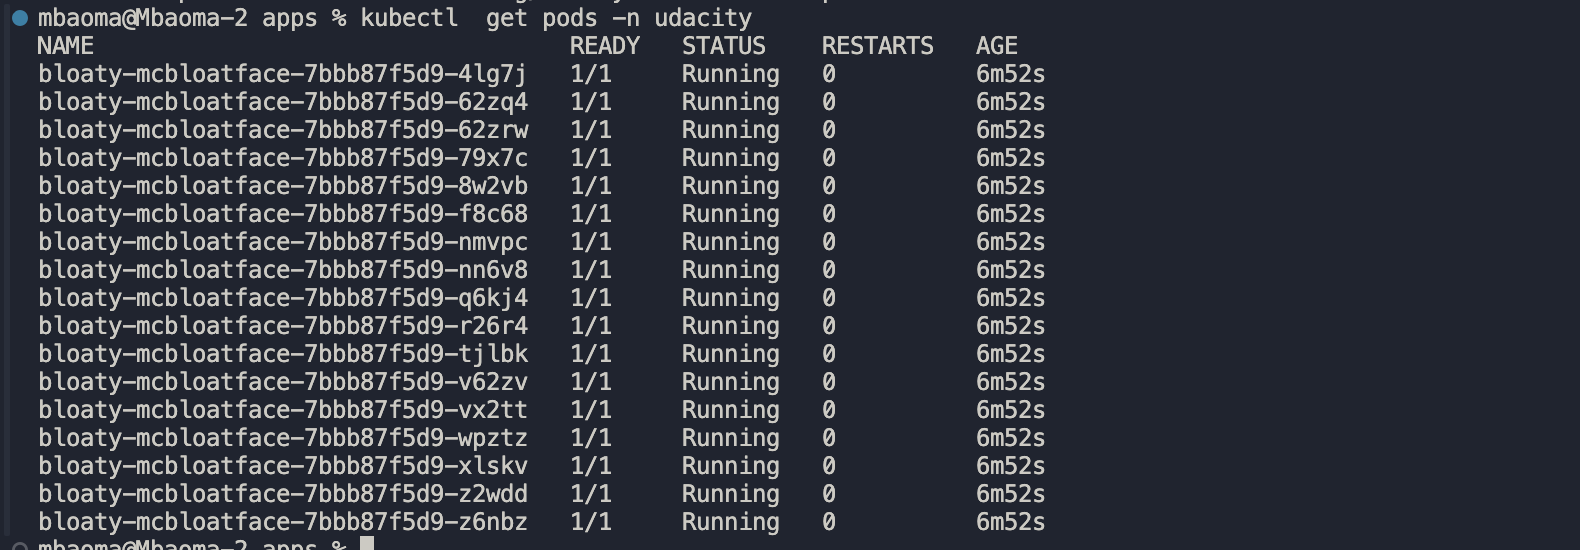 mbaoma@Mbaoma-2 apps % kubectl  get pods -n udacity
NAME READY STATUS RESTARTS AGE
bloaty-mcbloatface-7bbb87f5d9-4lg7j 1/1 Running 0 6m52s
bloaty-mcbloatface-7bbb87f5d9-62zq4 1/1 Running 0 6m52s
bloaty-mcbloatface-7bbb87f5d9-62zrw 1/1 Running 0 6m52s
bloaty-mcbloatface-7bbb87f5d9-79x7c 1/1 Running 0 6m52s
bloaty-mcbloatface-7bbb87f5d9-8w2vb 1/1 Running 0 6m52s
bloaty-mcbloatface-7bbb87f5d9-f8c68 1/1 Running 0 6m52s
bloaty-mcbloatface-7bbb87f5d9-nmvpc 1/1 Running 0 6m52s
bloaty-mcbloatface-7bbb87f5d9-nn6v8 1/1 Running 0 6m52s
bloaty-mcbloatface-7bbb87f5d9-q6kj4 1/1 Running 0 6m52s
bloaty-mcbloatface-7bbb87f5d9-r26r4 1/1 Running 0 6m52s
bloaty-mcbloatface-7bbb87f5d9-tjlbk 1/1 Running 0 6m52s
bloaty-mcbloatface-7bbb87f5d9-v62zv 1/1 Running 0 6m52s
bloaty-mcbloatface-7bbb87f5d9-vx2tt 1/1 Running 0 6m52s
bloaty-mcbloatface-7bbb87f5d9-wpztz 1/1 Running 0 6m52s
bloaty-mcbloatface-7bbb87f5d9-xlskv 1/1 Running 0 6m52s
bloaty-mcbloatface-7bbb87f5d9-z2wdd 1/1 Running 0 6m52s
bloaty-mcbloatface-7bbb87f5d9-z6nbz 1/1 Running 0 6m52s
mbaoma@Mbaoma-2 apps %